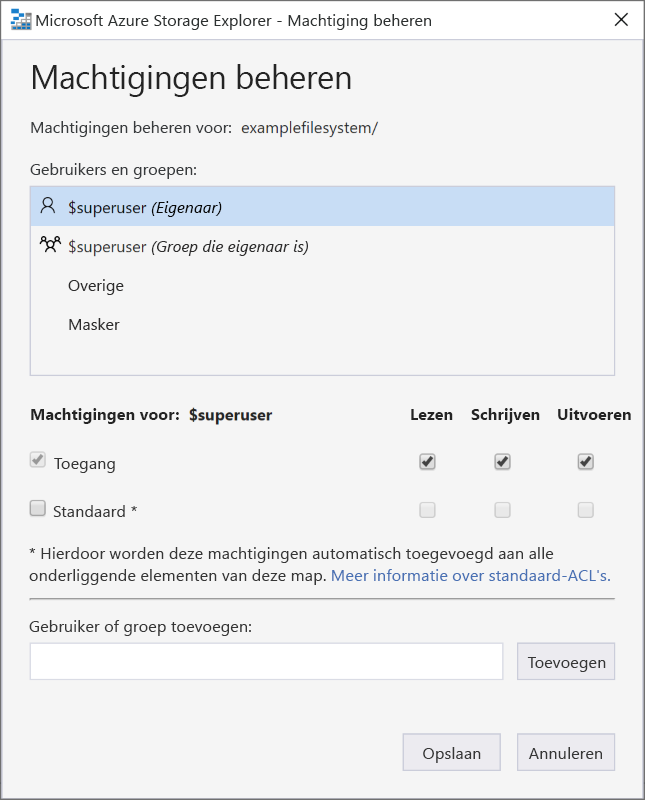 Microsoft Azure Storage Explorer - Machtiging beheren
Machtigingen beheren
Machtigingen beheren voor: examplefilesystem/
Gebruikers en groepen:
$superuser (Eigenaar)
$superuser (Groep die eigenaar is)
Overige
Masker
Machtigingen voor: $superuser Lezen Schrijven Uitvoeren
Toegang
Standaard *
* Hierdoor worden deze machtigingen automatisch toegevoegd aan alle
onderliggende elementen van deze map. Meer informatie over standaard-ACL's.
Gebruiker of groep toevoegen:
Toevoegen
Opslaan Annuleren